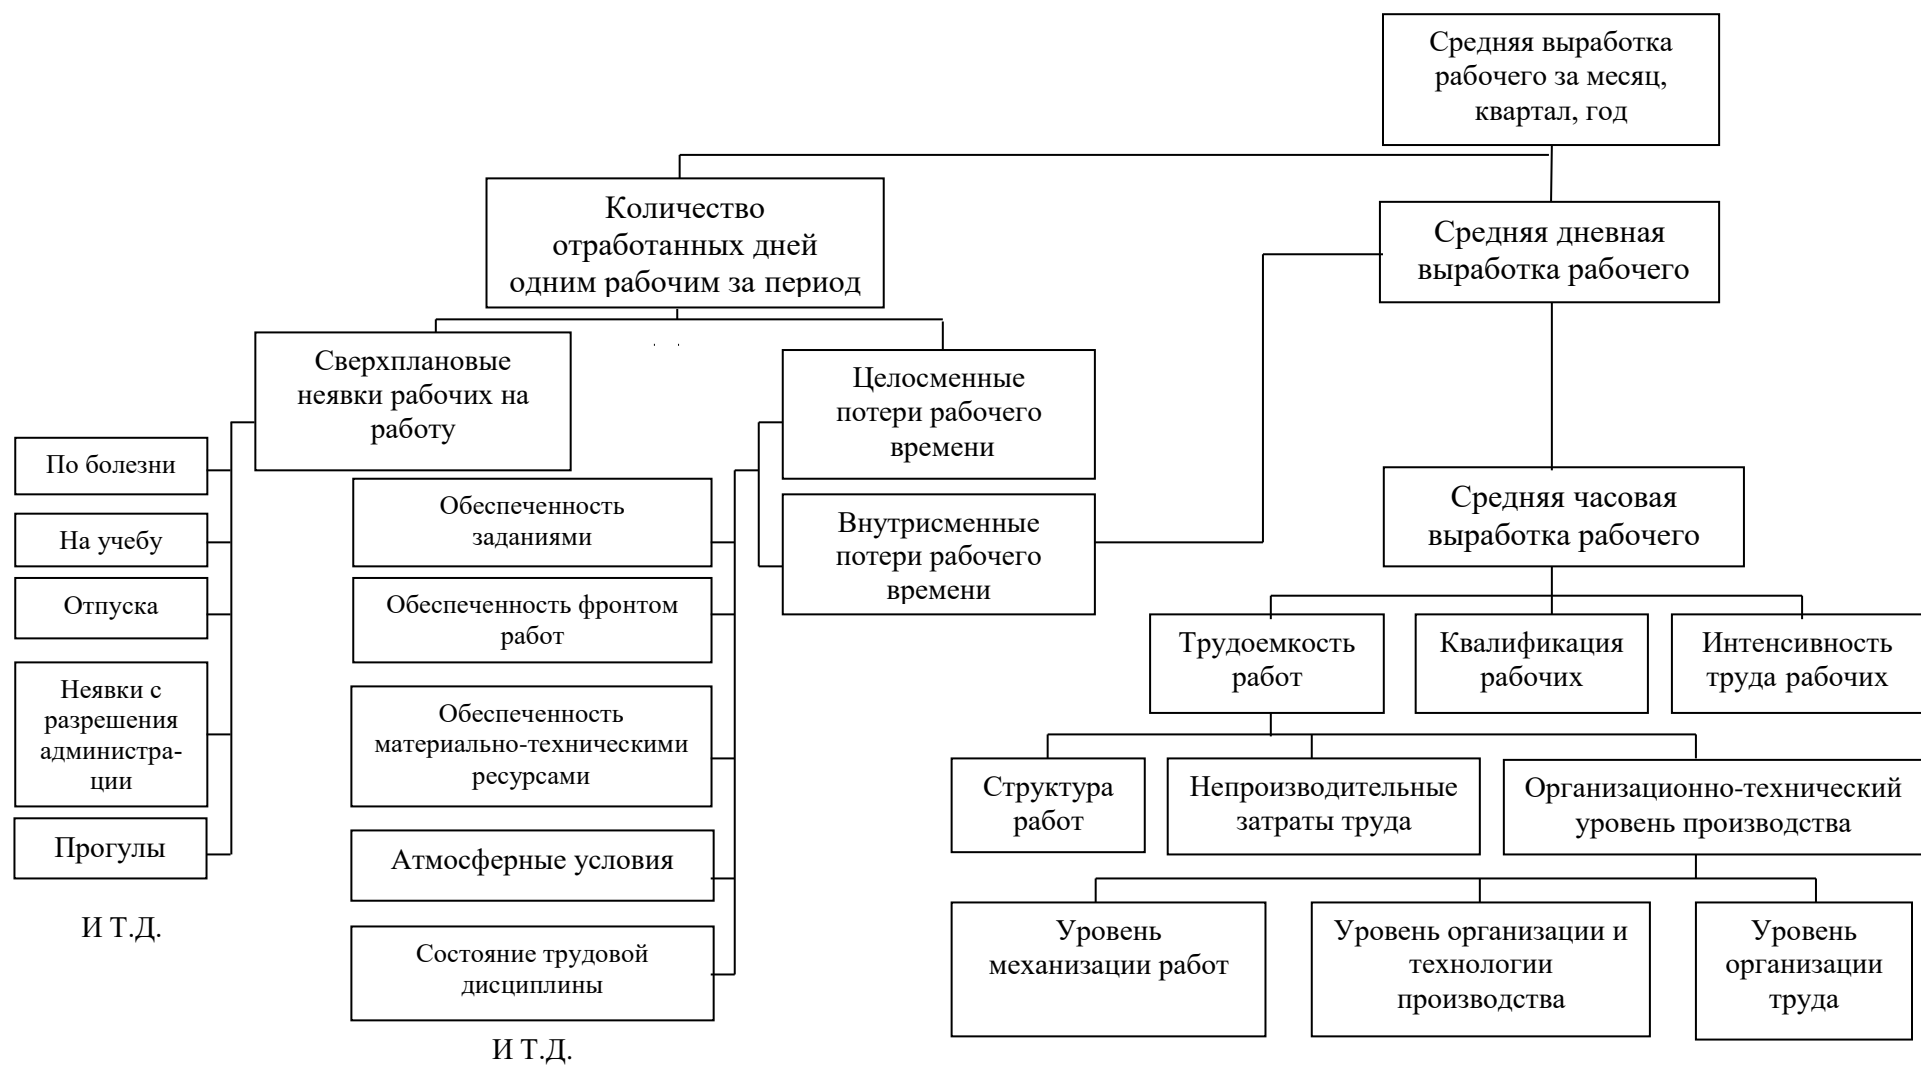 Средняя выработка
рабочего за месяц,
квартал, год
Количество
отработанных дней
одним рабочим за период
Средняя дневная
выработка рабочего
Сверхплановые
неявки рабочих на
работу
Целосменные
потери рабочего
времени
По болезни
На учебу
Отпуска
Неявки с
разрешения
администра-
ции
Прогулы
И Т.Д.
Обеспеченность
заданиями
Обеспеченность фронтом
работ
Обеспеченность
материально-техническими
ресурсами
Атмосферные условия
Состояние трудовой
дисциплины
И Т.Д.
Внутрисменные
потери рабочего
времени
Средняя часовая
выработка рабочего
Трудоемкость
работ
Квалификация
рабочих
Интенсивность
труда рабочих
Структура
работ
Непроизводительные
затраты труда
Организационно-технический
уровень производства
Уровень
механизации работ
Уровень организации и
технологии
производства
Уровень
организации
труда